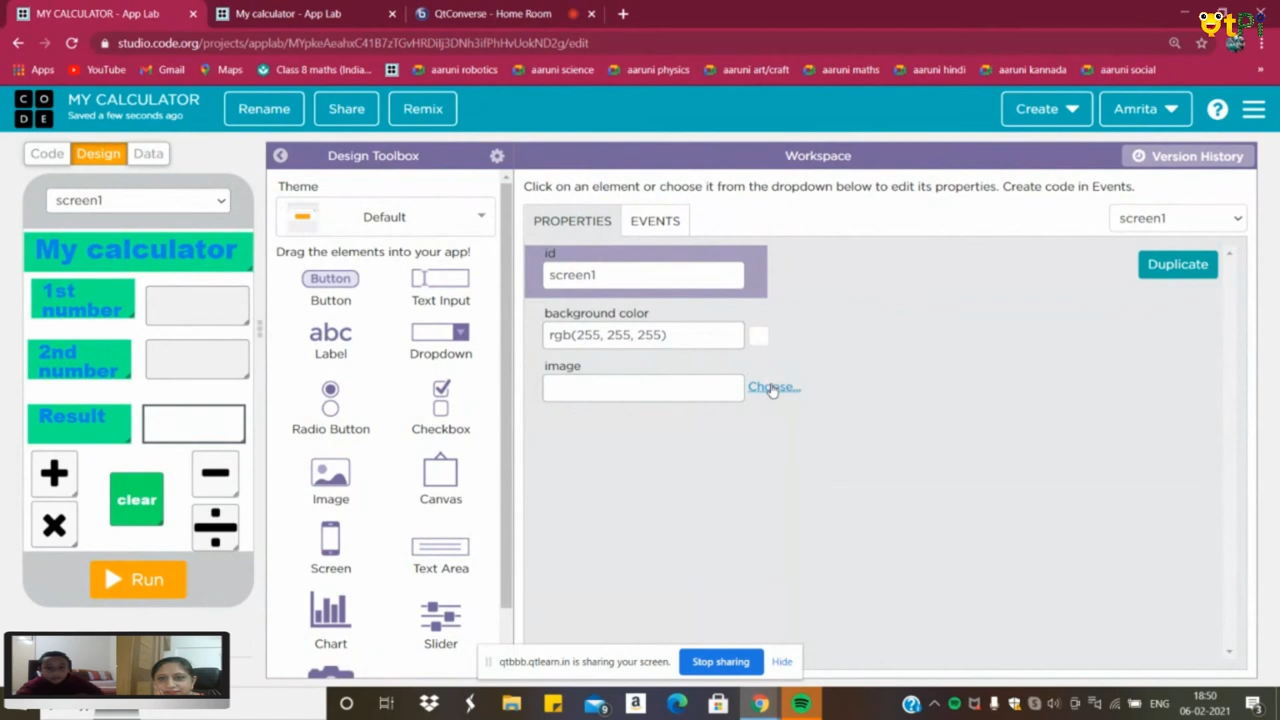 MY CALCULATOR - App Lab
My calculator - App Lab
QtConverse - Home Room
QtPi
studio.code.org/projects/applab/MYpkeAeahxC41B7zTGvHRDiIj3DNh3ifPhHvUokND2g/edit
Apps
YouTube
Gmail
Maps
Class 8 maths (India...
aaruni robotics
aaruni science
aaruni physics
aaruni art/craft
aaruni maths
aaruni hindi
aaruni kannada
aaruni social
»
C O
D E
MY CALCULATOR
Saved a few seconds ago
Rename
Share
Remix
Create
Amrita
?
Code
Design
Data
Design Toolbox
Workspace
Version History
screen1
My calculator
1st
number
2nd
number
Result
clear
Run
Theme
Default
Drag the elements into your app!
Button
Button
Text Input
abc
Label
Dropdown
Radio Button
Checkbox
Image
Canvas
Screen
Text Area
Chart
Slider
Click on an element or choose it from the dropdown below to edit its properties. Create code in Events.
PROPERTIES
EVENTS
screen1
id
screen1
Duplicate
background color
rgb(255, 255, 255)
image
Choose...
qtbbb.qtlearn.in is sharing your screen.
Stop sharing
Hide
ENG
18:50
06-02-2021